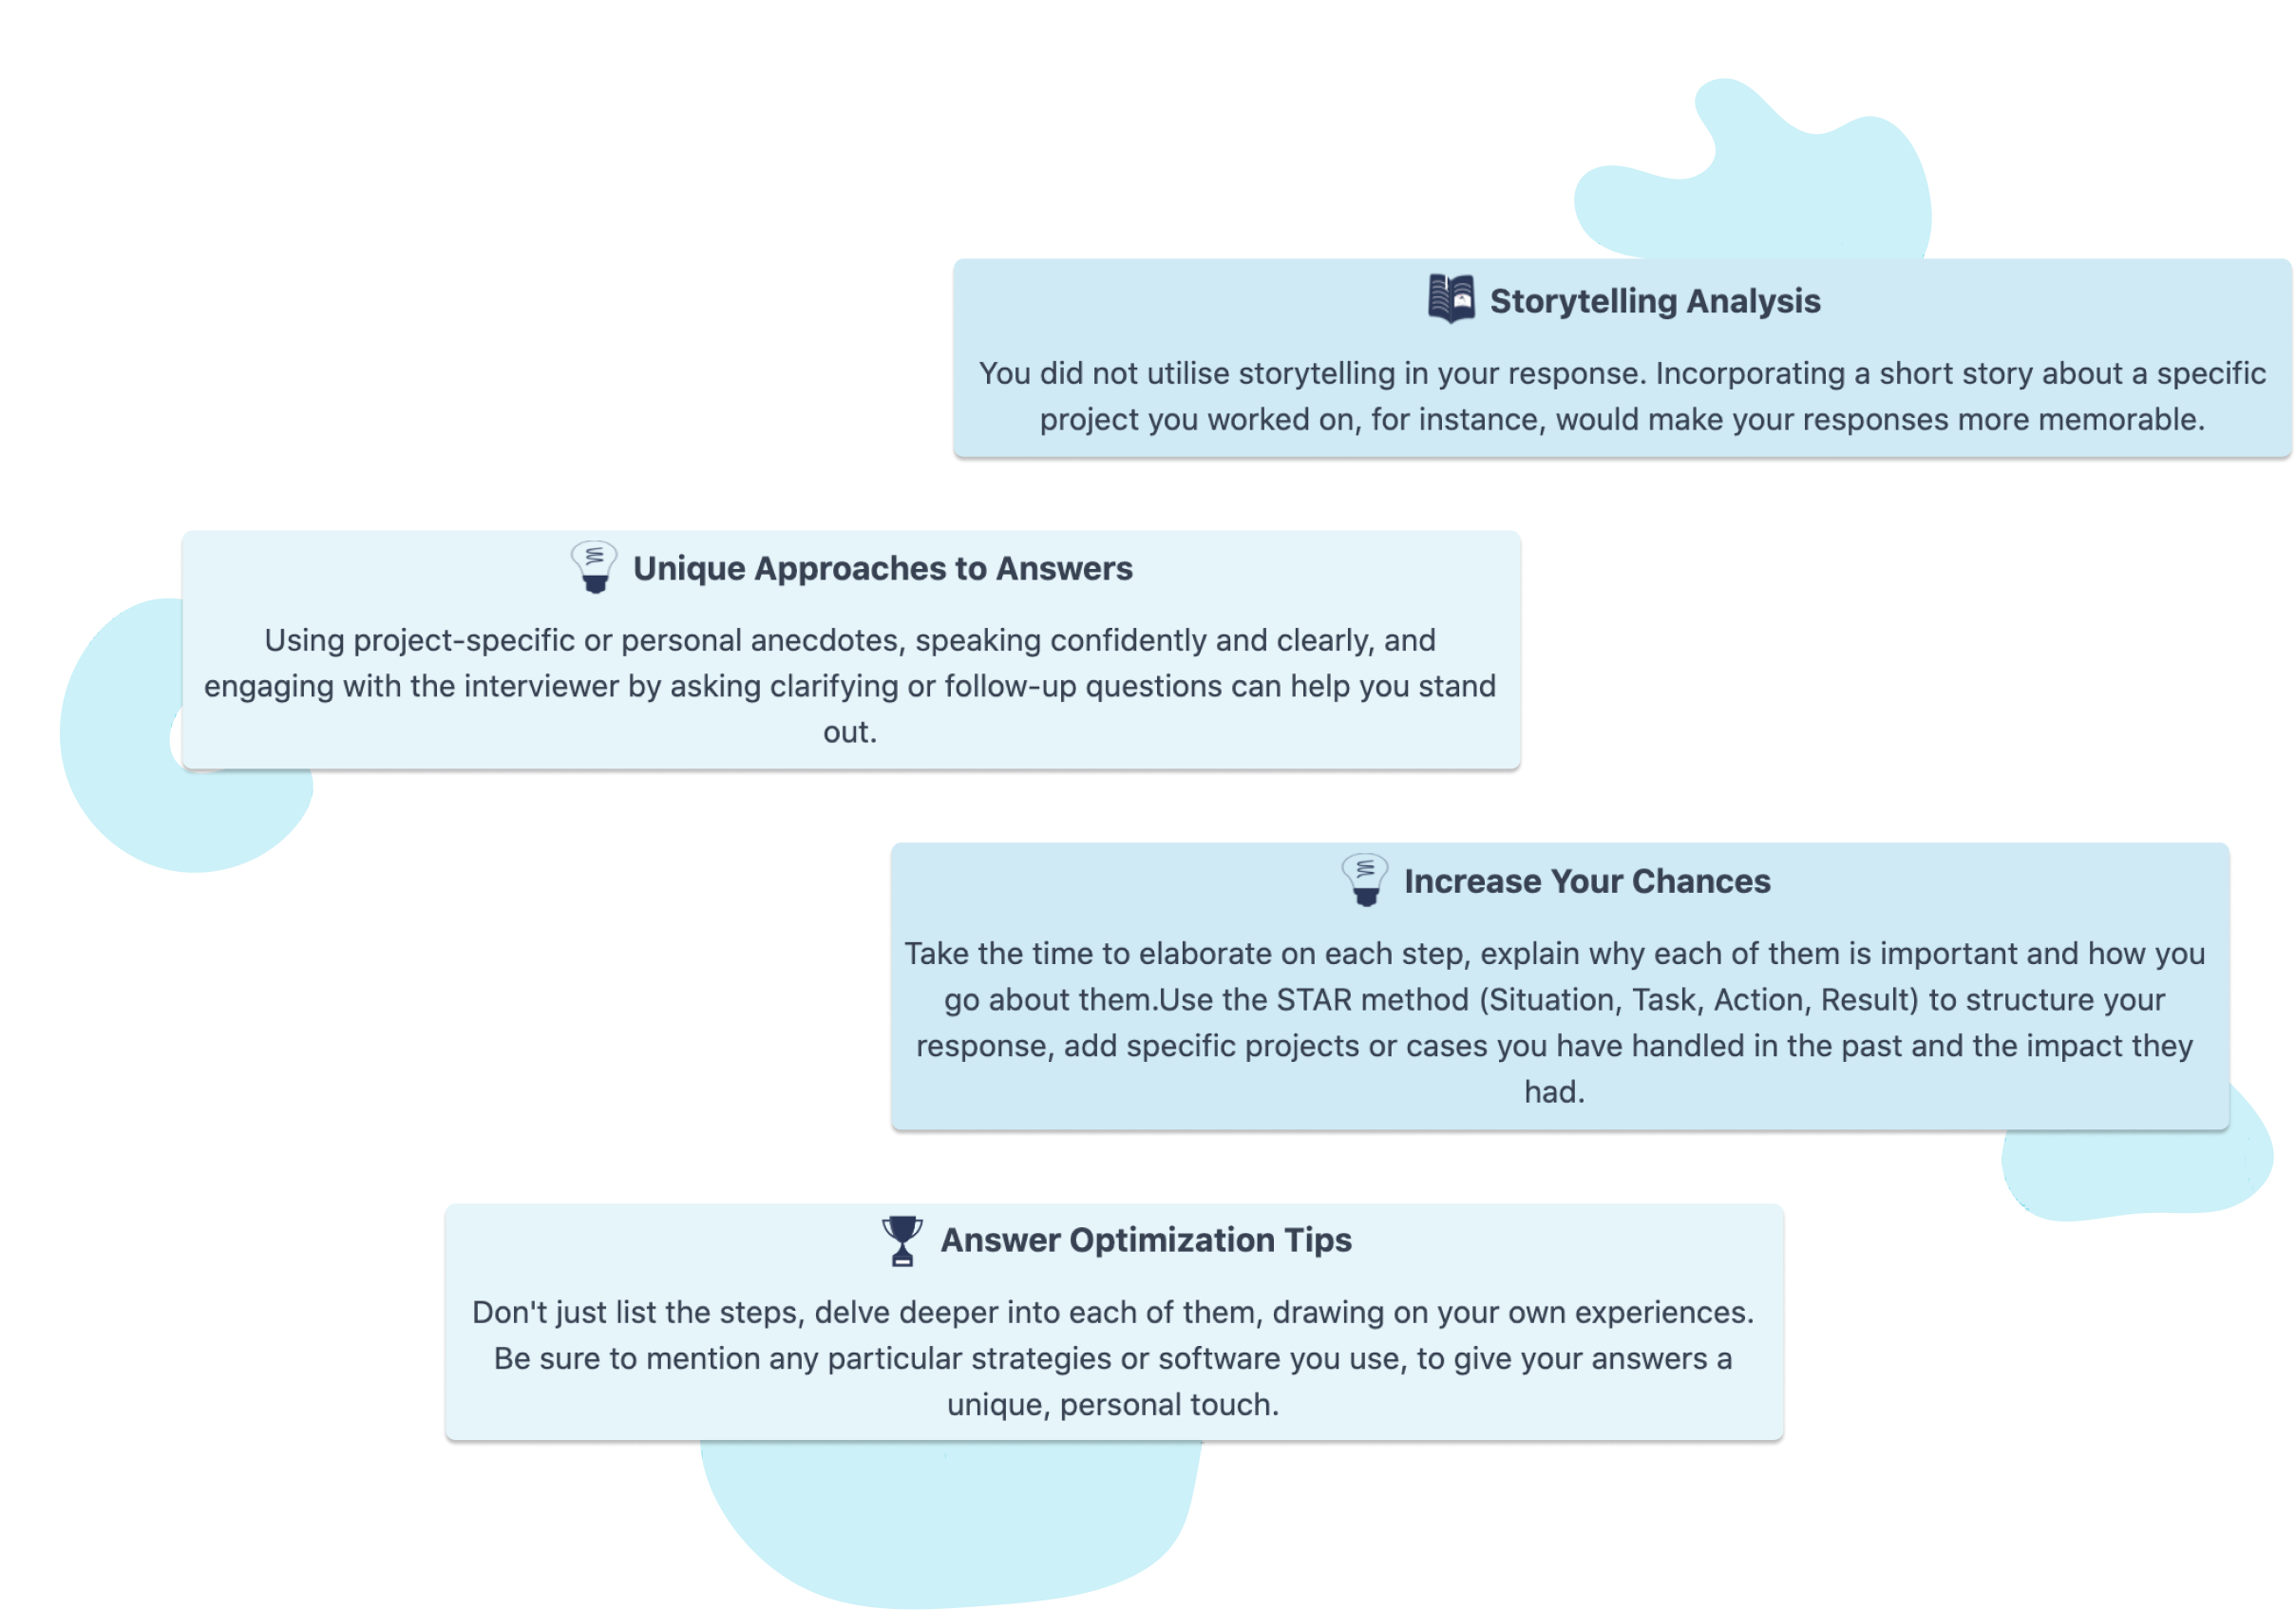 Storytelling Analysis
You did not utilise storytelling in your response. Incorporating a short story about a specific
project you worked on, for instance, would make your responses more memorable.
Unique Approaches to Answers
Using project-specific or personal anecdotes, speaking confidently and clearly, and
engaging with the interviewer by asking clarifying or follow-up questions can help you stand
out.
Increase Your Chances
Take the time to elaborate on each step, explain why each of them is important and how you
go about them.Use the STAR method (Situation, Task, Action, Result) to structure your
response, add specific projects or cases you have handled in the past and the impact they
had.
Answer Optimization Tips
Don't just list the steps, delve deeper into each of them, drawing on your own experiences.
Be sure to mention any particular strategies or software you use, to give your answers a
unique, personal touch.